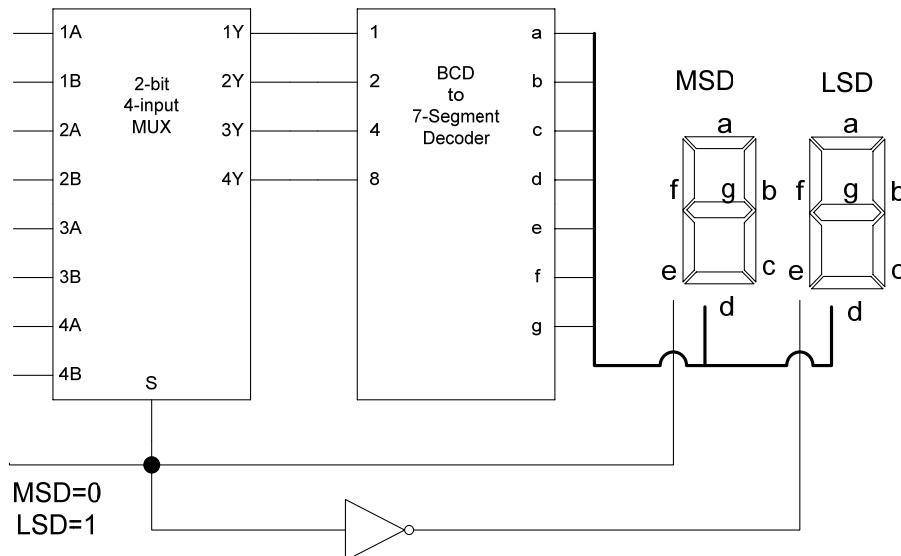 1A
1B
2A
2B
3A
3B
4A
4B
2-bit
4-input
MUX
1Y
2Y
3Y
4Y
S
1
2
4
8
BCD
to
7-Segment
Decoder
a
b
c
d
e
f
g
MSD
a
f g b
e c
d
LSD
a
f g b
e c
d
MSD=0
LSD=1